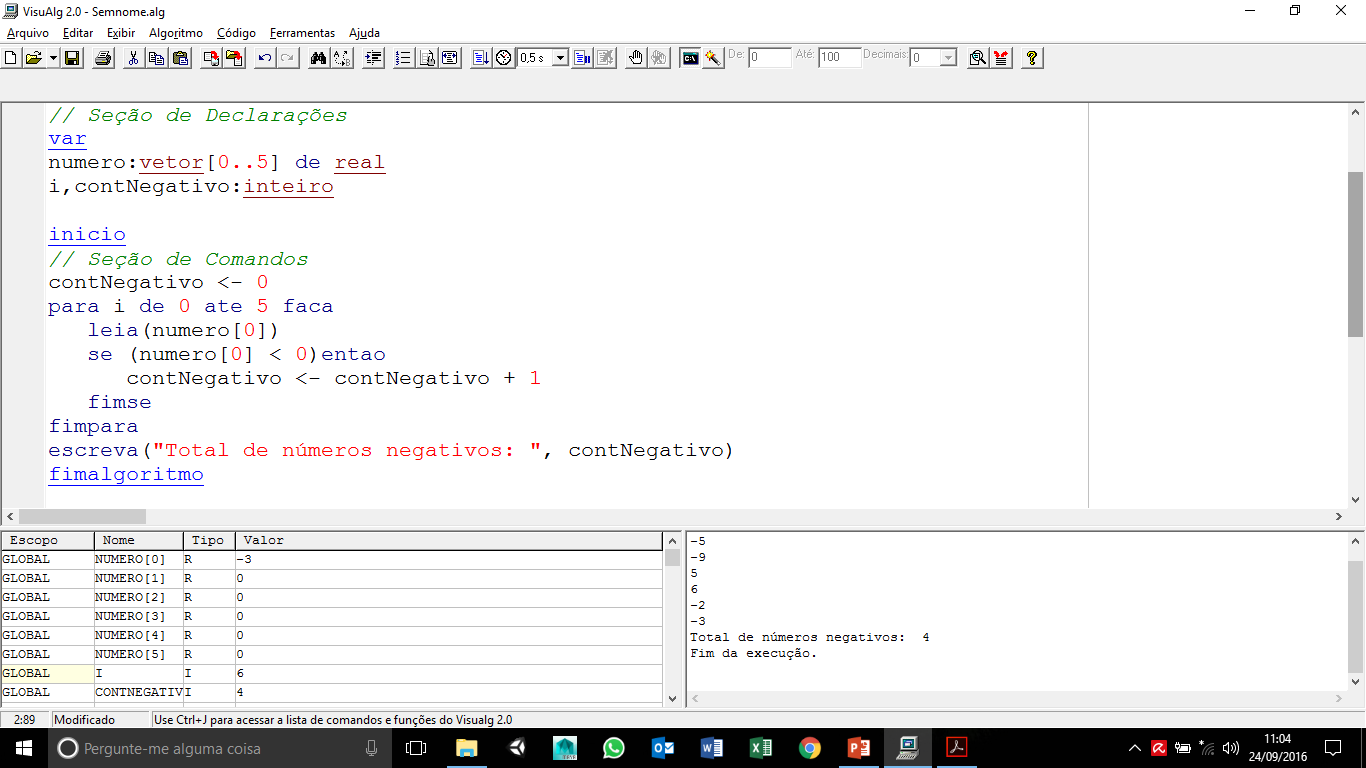 VisuAlg 2.0 - Semnome.alg
Arquivo Editar Exibir Algoritmo Código Ferramentas Ajuda
0,5 s De: 0 Até: 100 Decimais: 0
// Seção de Declarações
var
numero:vetor[0..5] de real
i,contNegativo:inteiro
inicio
// Seção de Comandos
contNegativo <- 0
para i de 0 ate 5 faca
leia(numero[0])
se (numero[0] < 0)entao
contNegativo <- contNegativo + 1
fimse
fimpara
escreva("Total de números negativos: ", contNegativo)
fimalgoritmo
Escopo Nome Tipo Valor
GLOBAL NUMERO[0] R -3
GLOBAL NUMERO[1] R 0
GLOBAL NUMERO[2] R 0
GLOBAL NUMERO[3] R 0
GLOBAL NUMERO[4] R 0
GLOBAL NUMERO[5] R 0
GLOBAL I I 6
GLOBAL CONTNEGATIV I 4
-5
-9
5
6
-2
-3
Total de números negativos: 4
Fim da execução.
2:89 Modificado Use Ctrl+J para acessar a lista de comandos e funções do Visualg 2.0
Pergunte-me alguma coisa
11:04
24/09/2016